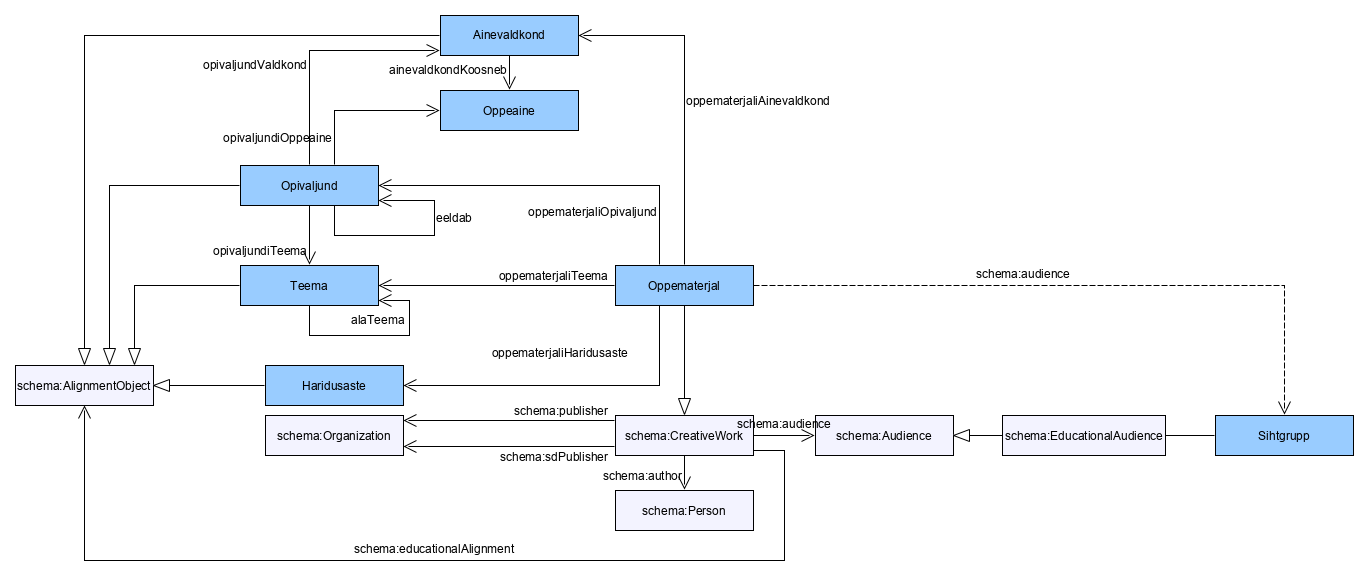 Ainevaldkond
opivaljundValdkond
ainevaldkondKoosneb
oppematerjaliAinevaldkond
Oppeaine
opivaljundiOppeaine
Opivaljund
oppematerjaliOpivaljund
eeldab
opivaljundiTeema
oppematerjaliTeema
schema:audience
Teema
Oppematerjal
alaTeema
oppematerjaliHaridusaste
schema:AlignmentObject
Haridusaste
schema:publisher
schema:audience
schema:Organization
schema:CreativeWork
schema:Audience
schema:EducationalAudience
Sihtgrupp
schema:sdPublisher
schema:author
schema:Person
schema:educationalAlignment